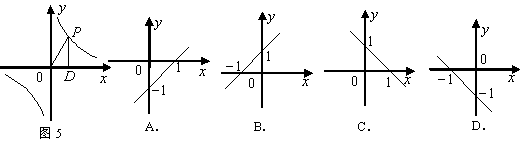 y P 0 D x
图5
y 0 1 x −1
A.
y 1 −1 0 x
B.
y 1 0 1 x
C.
y 0 −1 x −1
D.